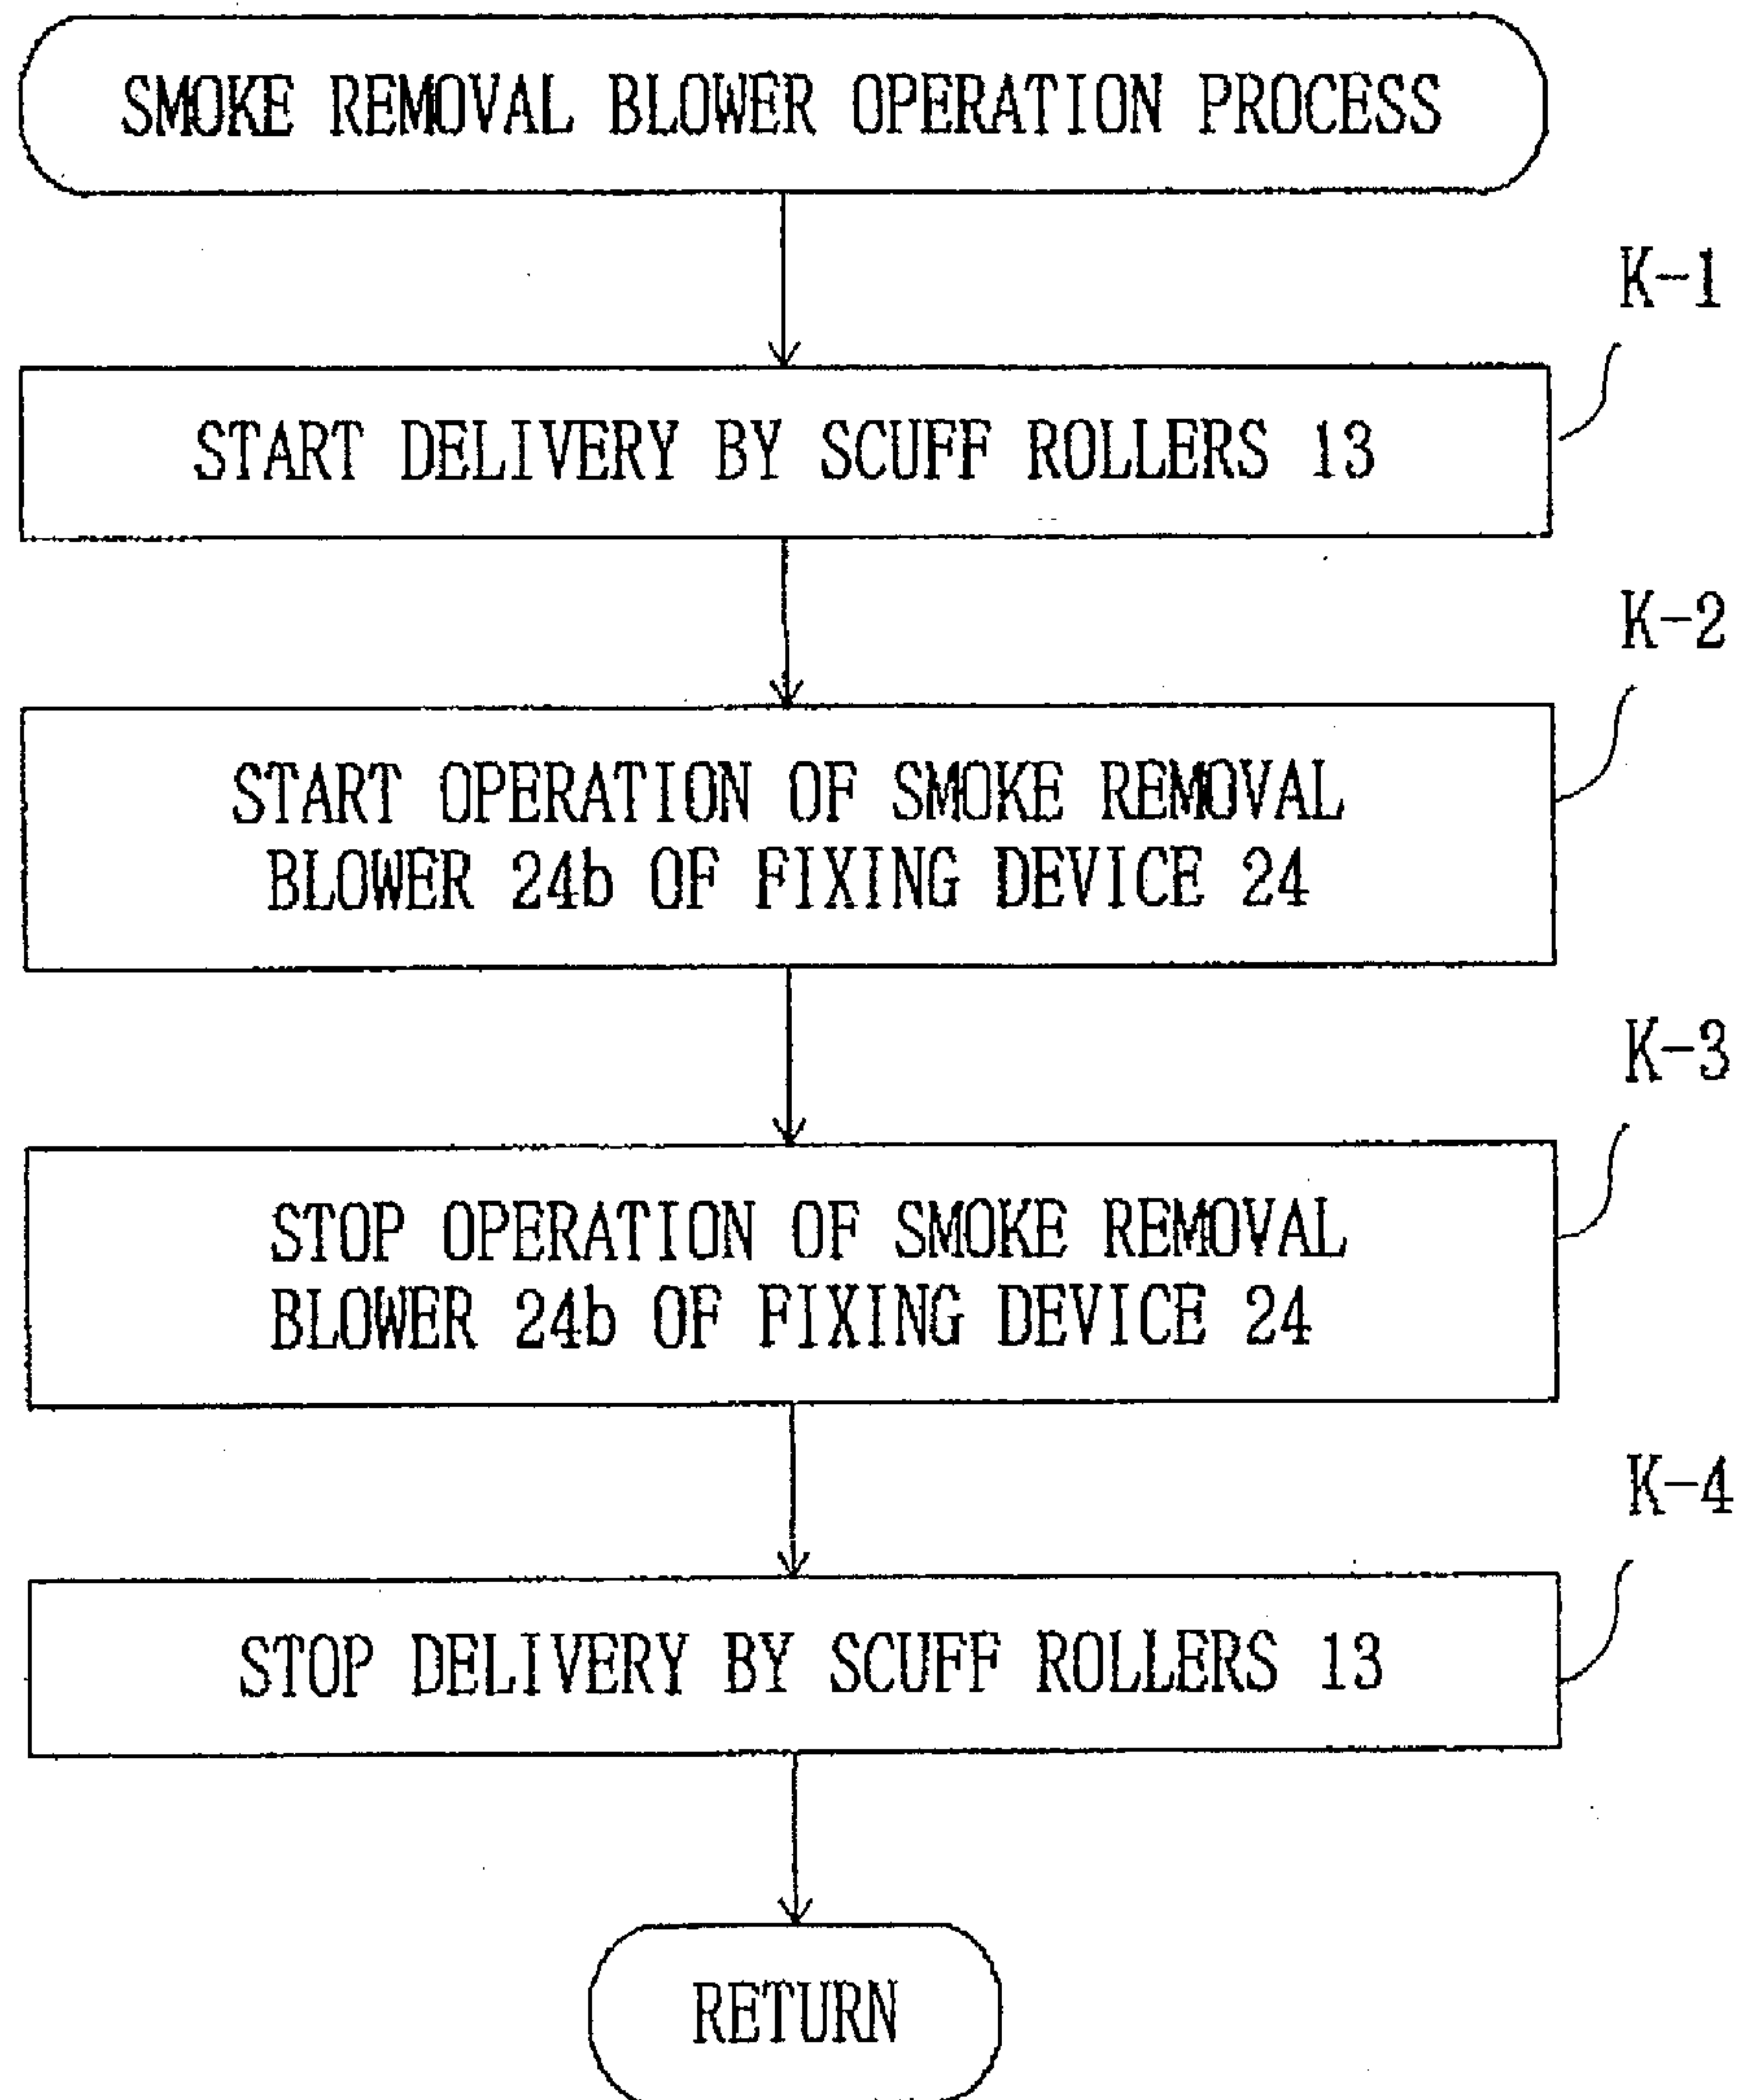 SMOKE REMOVAL BLOWER OPERATION PROCESS
K-1
START DELIVERY BY SCUFF ROLLERS 13
K-2
START OPERATION OF SMOKE REMOVAL
BLOWER 24b OF FIXING DEVICE 24
K-3
STOP OPERATION OF SMOKE REMOVAL
BLOWER 24b OF FIXING DEVICE 24
K-4
STOP DELIVERY BY SCUFF ROLLERS 13
RETURN